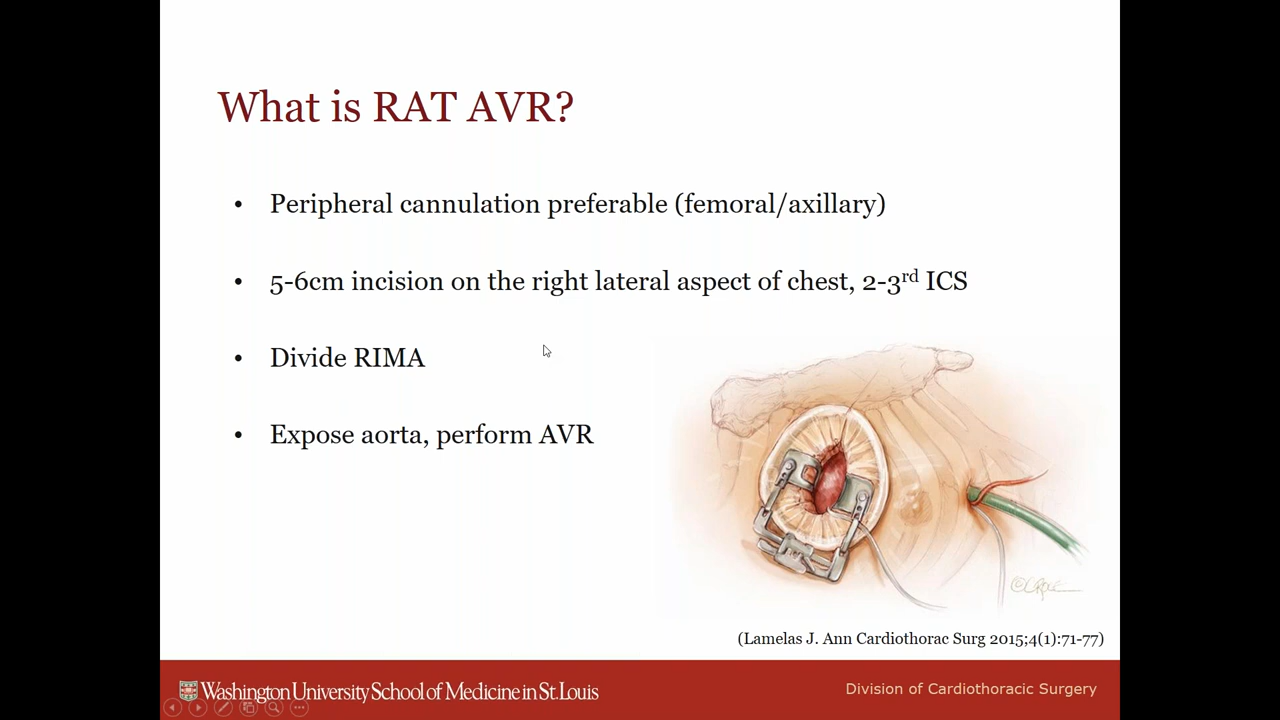 What is RAT AVR?
• Peripheral cannulation preferable (femoral/axillary)
• 5-6cm incision on the right lateral aspect of chest, 2-3rd ICS
• Divide RIMA
• Expose aorta, perform AVR
(Lamelas J. Ann Cardiothorac Surg 2015;4(1):71-77)
Washington University School of Medicine in St. Louis
Division of Cardiothoracic Surgery